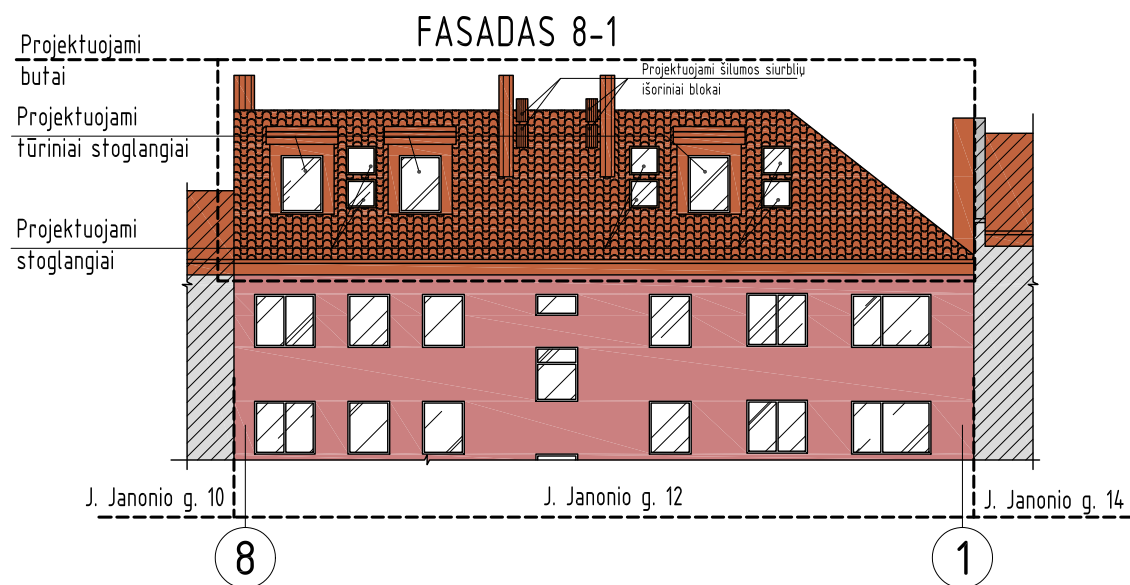 FASADAS 8-1
Projektuojami
butai
Projektuojami šilumos siurblių
išoriniai blokai
Projektuojami
tūriniai stoglangiai
Projektuojami
stoglangiai
J. Janonio g. 10
J. Janonio g. 12
J. Janonio g. 14
8
1